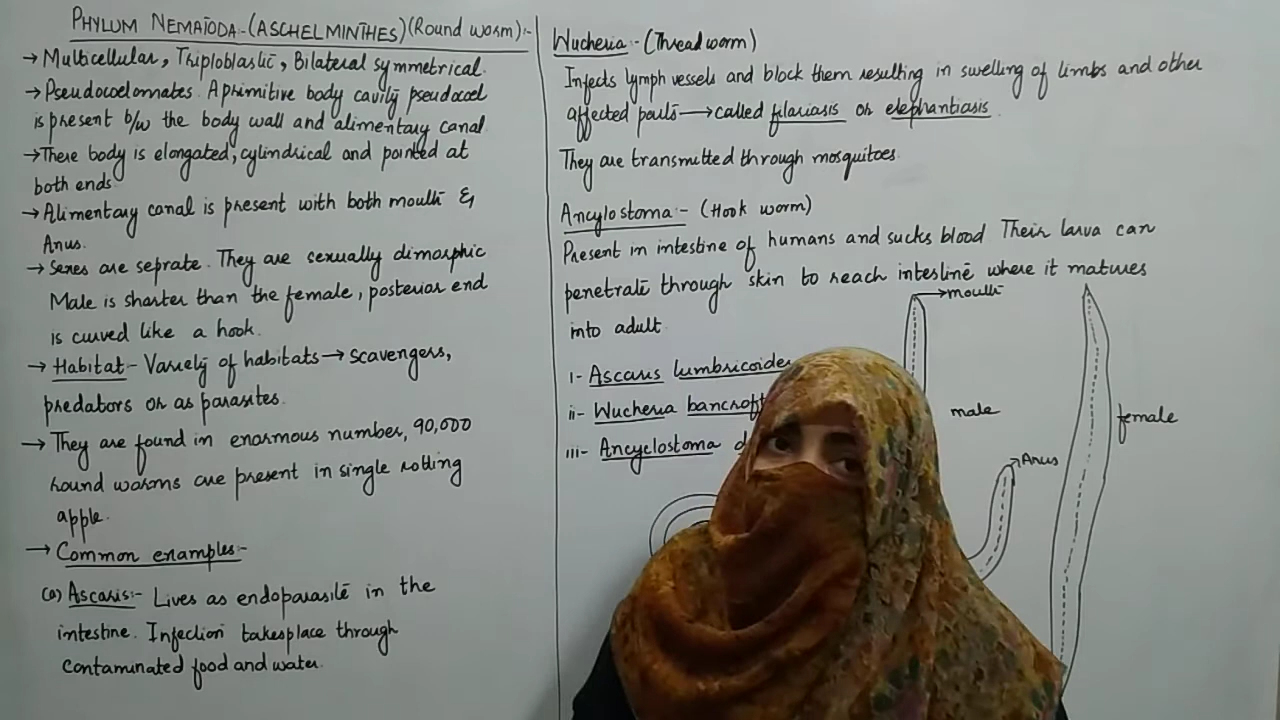 PHYLUM NEMATODA-(ASCHELMINTHES)(Round worm):-
→ Multicellular, Triploblastic, Bilateral symmetrical.
→ Pseudocoelomates. A primitive body cavity pseudocoel
is present b/w the body wall and alimentary canal
→ There body is elongated, cylindrical and pointed at
both ends
→ Alimentary canal is present with both mouth &
Anus.
→ Sexes are seprate. They are sexually dimorphic
Male is shorter than the female, posterior end
is curved like a hook.
→ Habitat- Variety of habitats → scavengers,
predators or as parasites.
→ They are found in enormous number, 90,000
round worms are present in single rotting
apple.
→ Common examples:-
(a) Ascaris:- Lives as endoparasite in the
intestine. Infection takesplace through
contaminated food and water.
Wucheria:- (Thread worm)
Infects lymph vessels and block them resulting in swelling of limbs and other
affected parts → called filariasis or elephantiasis.
They are transmitted through mosquitoes.
Ancylostoma:- (Hook worm)
Present in intestine of humans and sucks blood Their larva can
penetrate through skin to reach intestine where it matures
into adult.
i- Ascaris lumbricoides
ii- Wucheria bancroft
iii- Ancyclostoma d
mouth
male
Anus
female